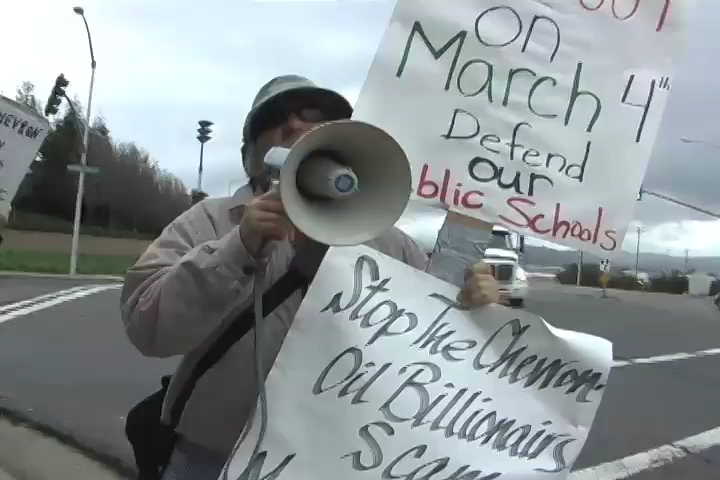 on
March 4th
Defend
our
blic Schools
Stop The Chevron-
Oil Billionairs
Scam